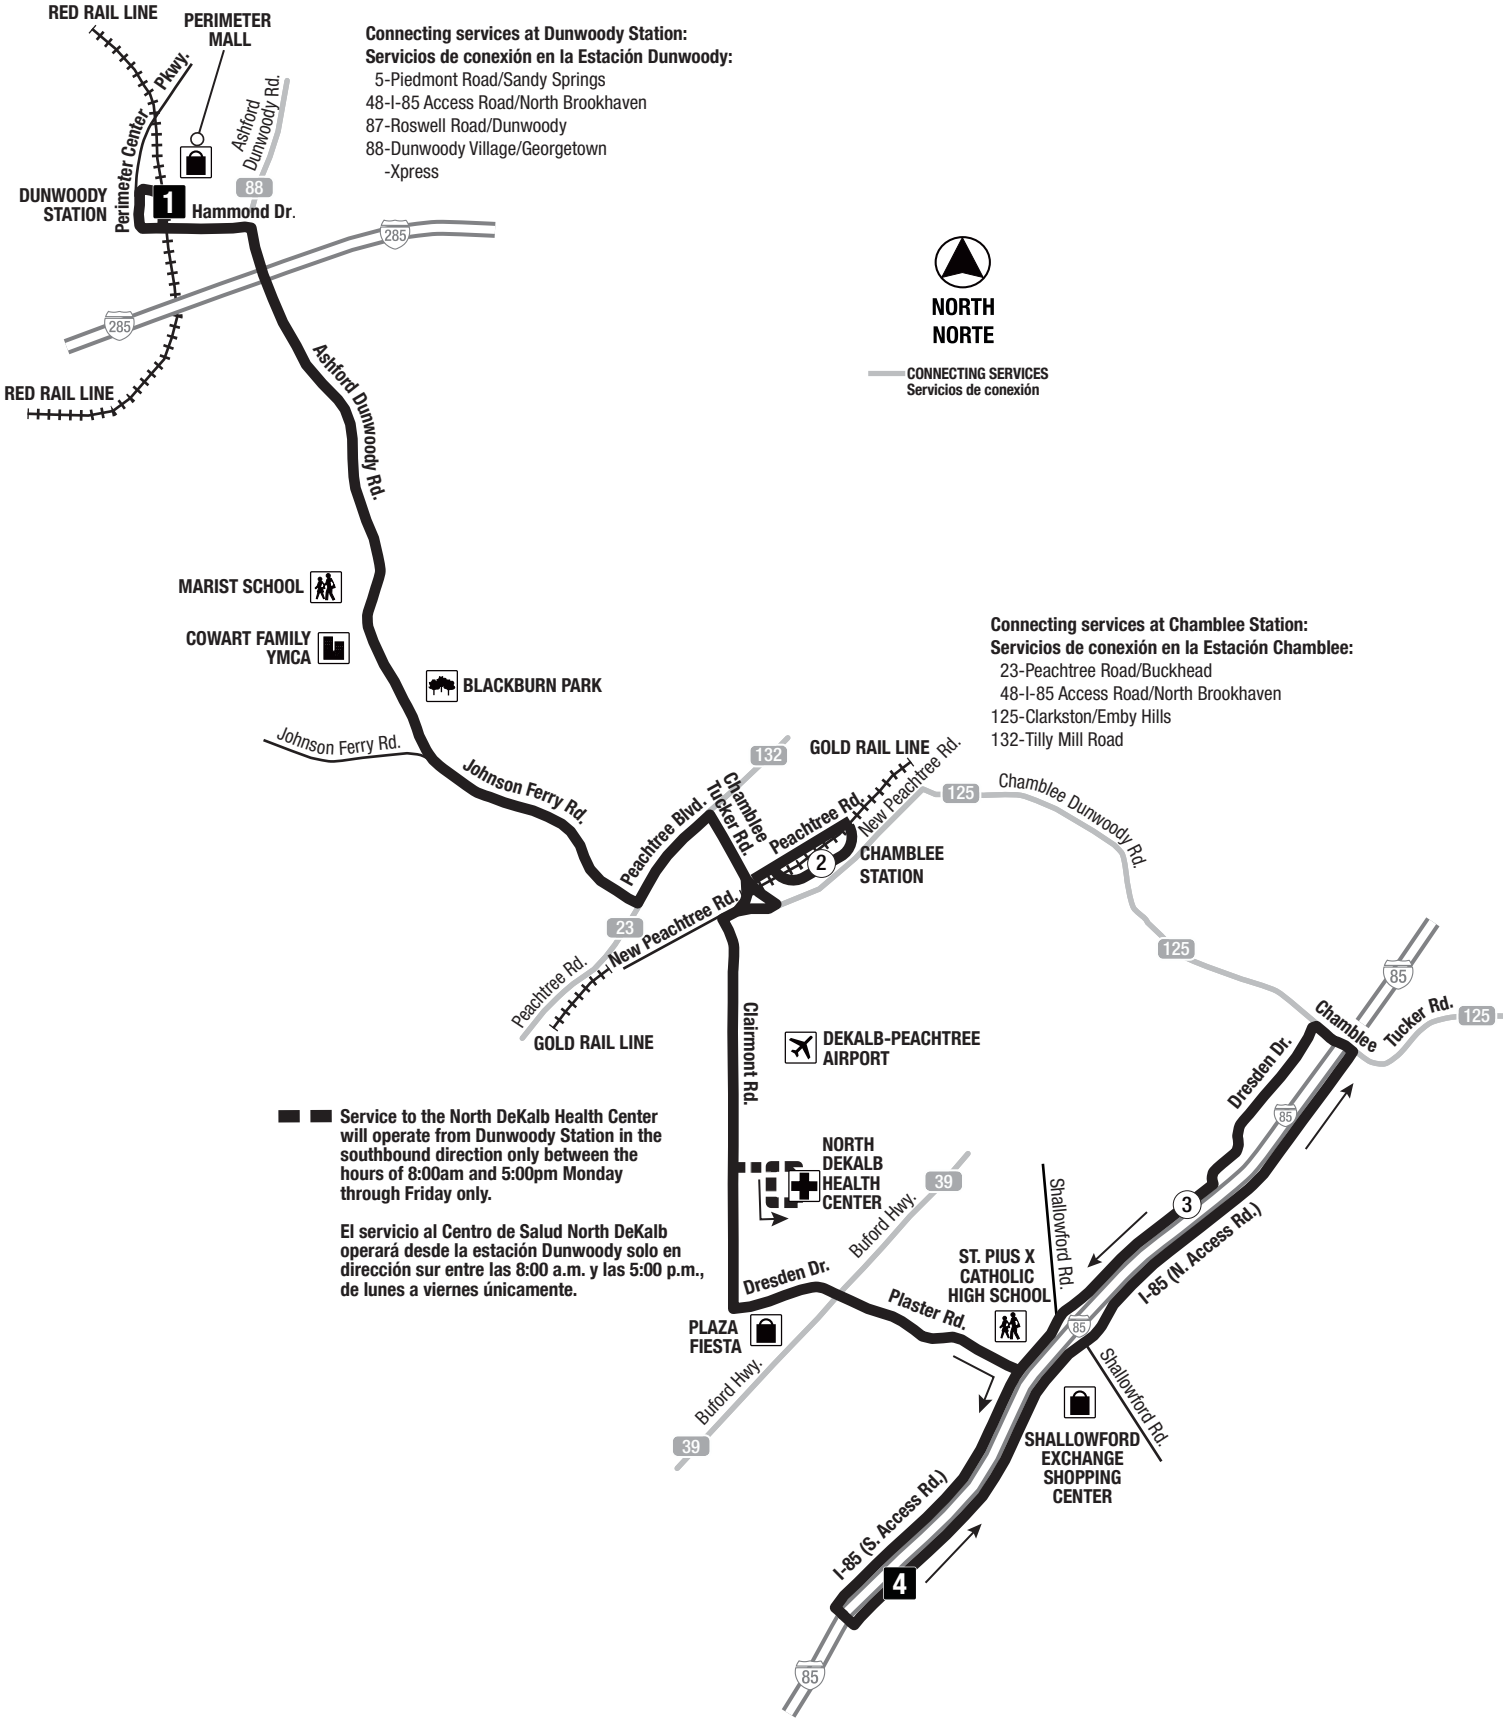 RED RAIL LINE
PERIMETER
MALL
Connecting services at Dunwoody Station:
Servicios de conexión en la Estación Dunwoody:
5-Piedmont Road/Sandy Springs
48-I-85 Access Road/North Brookhaven
87-Roswell Road/Dunwoody
88-Dunwoody Village/Georgetown
-Xpress
Perimeter Center Pkwy.
Ashford
Dunwoody Rd.
88
DUNWOODY
STATION
1
Hammond Dr.
285
285
NORTH
NORTE
CONNECTING SERVICES
Servicios de conexión
RED RAIL LINE
Ashford Dunwoody Rd.
MARIST SCHOOL
COWART FAMILY
YMCA
BLACKBURN PARK
Connecting services at Chamblee Station:
Servicios de conexión en la Estación Chamblee:
23-Peachtree Road/Buckhead
48-I-85 Access Road/North Brookhaven
125-Clarkston/Emby Hills
132-Tilly Mill Road
Johnson Ferry Rd.
Johnson Ferry Rd.
132
GOLD RAIL LINE
New Peachtree Rd.
125
Chamblee Dunwoody Rd.
Peachtree Blvd.
Chamblee
Tucker Rd.
Peachtree Rd.
2
CHAMBLEE
STATION
23
New Peachtree Rd.
Peachtree Rd.
GOLD RAIL LINE
125
85
Chamblee
Tucker Rd.
125
Clairmont Rd.
DEKALB-PEACHTREE
AIRPORT
Dresden Dr.
85
Service to the North DeKalb Health Center
will operate from Dunwoody Station in the
southbound direction only between the
hours of 8:00am and 5:00pm Monday
through Friday only.
El servicio al Centro de Salud North DeKalb
operará desde la estación Dunwoody solo en
dirección sur entre las 8:00 a.m. y las 5:00 p.m.,
de lunes a viernes únicamente.
NORTH
DEKALB
HEALTH
CENTER
39
Buford Hwy.
Shallowford Rd.
3
I-85 (N. Access Rd.)
ST. PIUS X
CATHOLIC
HIGH SCHOOL
Dresden Dr.
Plaster Rd.
85
PLAZA
FIESTA
Buford Hwy.
39
Shallowford Rd.
SHALLOWFORD
EXCHANGE
SHOPPING
CENTER
I-85 (S. Access Rd.)
4
85